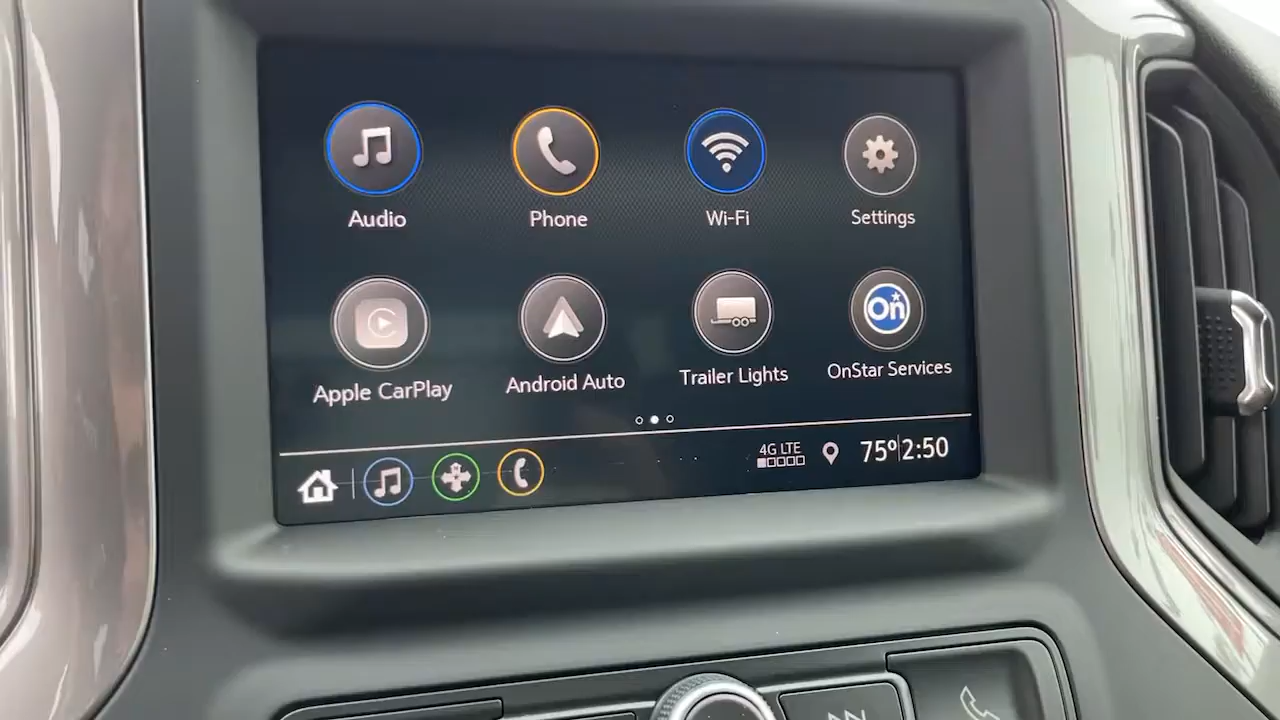 Audio
Phone
Wi-Fi
Settings
Apple CarPlay
Android Auto
Trailer Lights
On
OnStar Services
4G LTE
75° 2:50